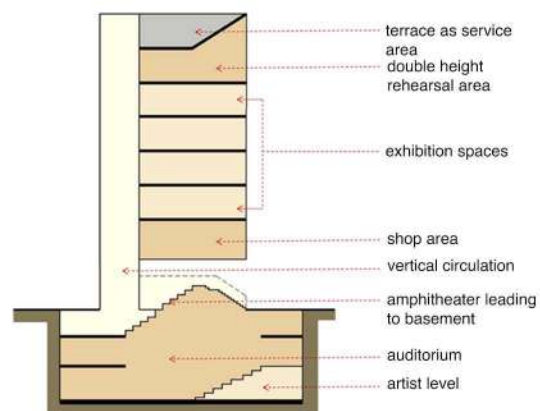 terrace as service
area
double height
rehearsal area
exhibition spaces
shop area
vertical circulation
amphitheater leading
to basement
auditorium
artist level